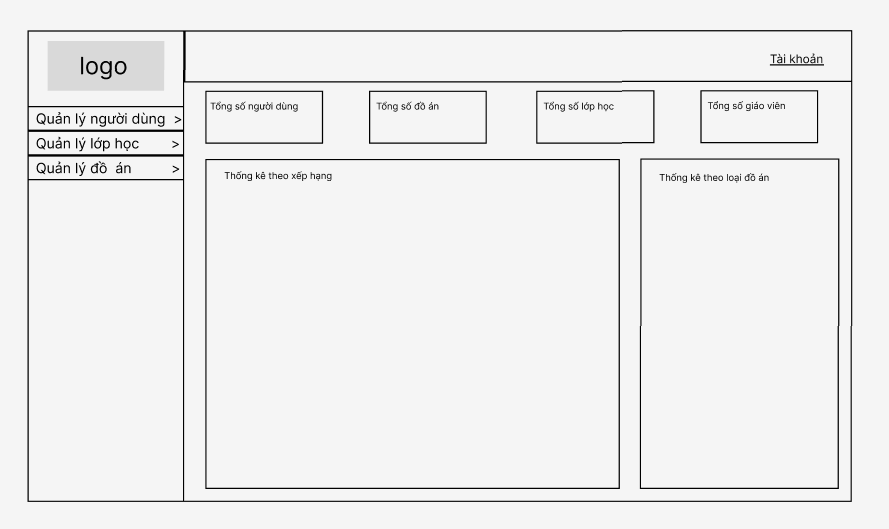 logo
Tài khoản
Quản lý người dùng >
Quản lý lớp học >
Quản lý đồ án >
Tổng số người dùng
Tổng số đồ án
Tổng số lớp học
Tổng số giáo viên
Thống kê theo xếp hạng
Thống kê theo loại đồ án